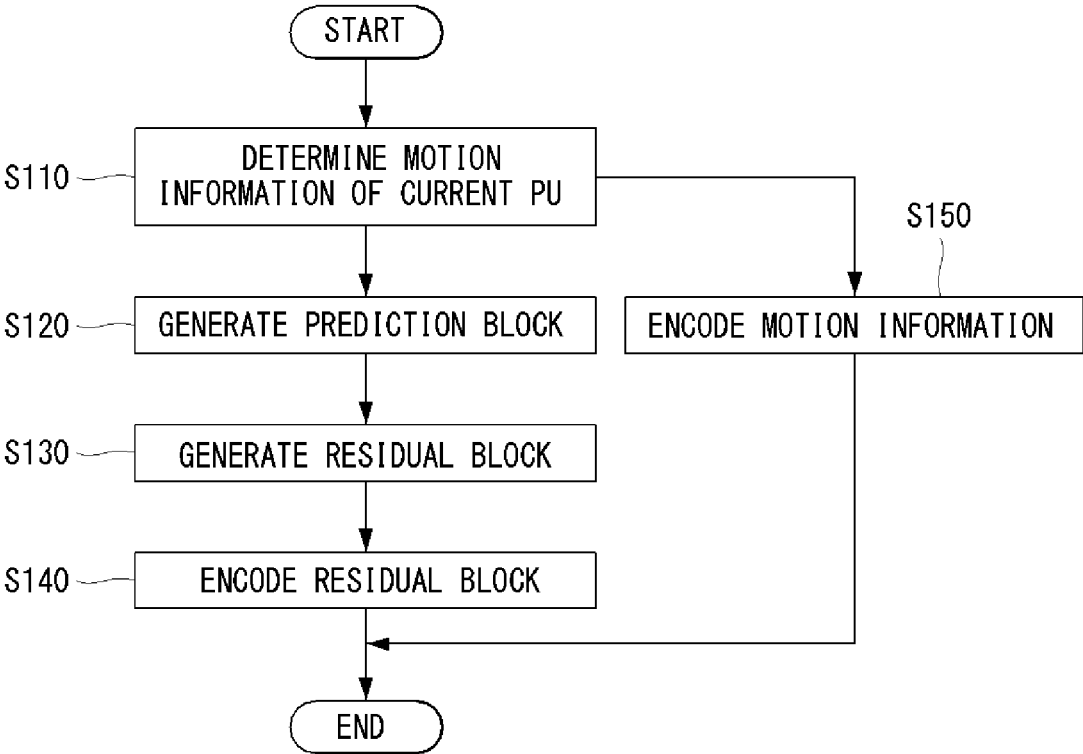 START
S110
DETERMINE MOTION
INFORMATION OF CURRENT PU
S150
S120
GENERATE PREDICTION BLOCK
ENCODE MOTION INFORMATION
S130
GENERATE RESIDUAL BLOCK
S140
ENCODE RESIDUAL BLOCK
END